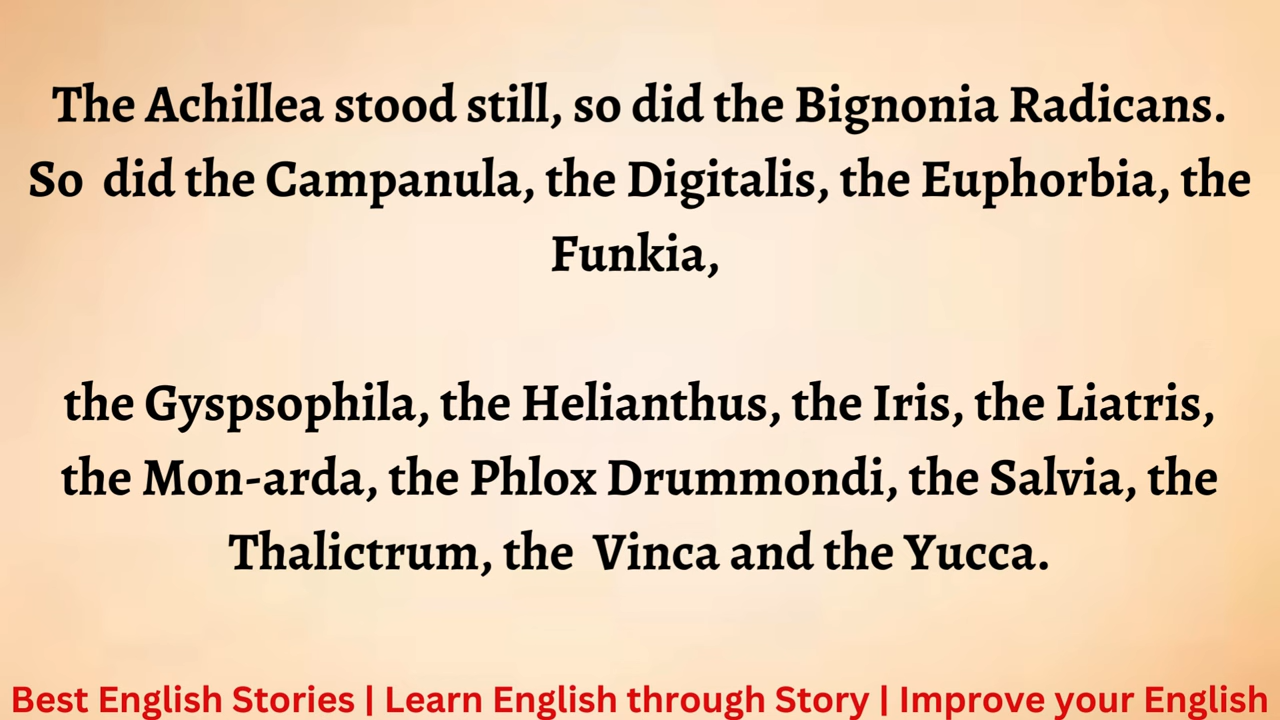 The Achillea stood still, so did the Bignonia Radicans.
So  did the Campanula, the Digitalis, the Euphorbia, the
Funkia,
the Gyspsophila, the Helianthus, the Iris, the Liatris,
the Mon-arda, the Phlox Drummondi, the Salvia, the
Thalictrum, the  Vinca and the Yucca.
Best English Stories | Learn English through Story | Improve your English